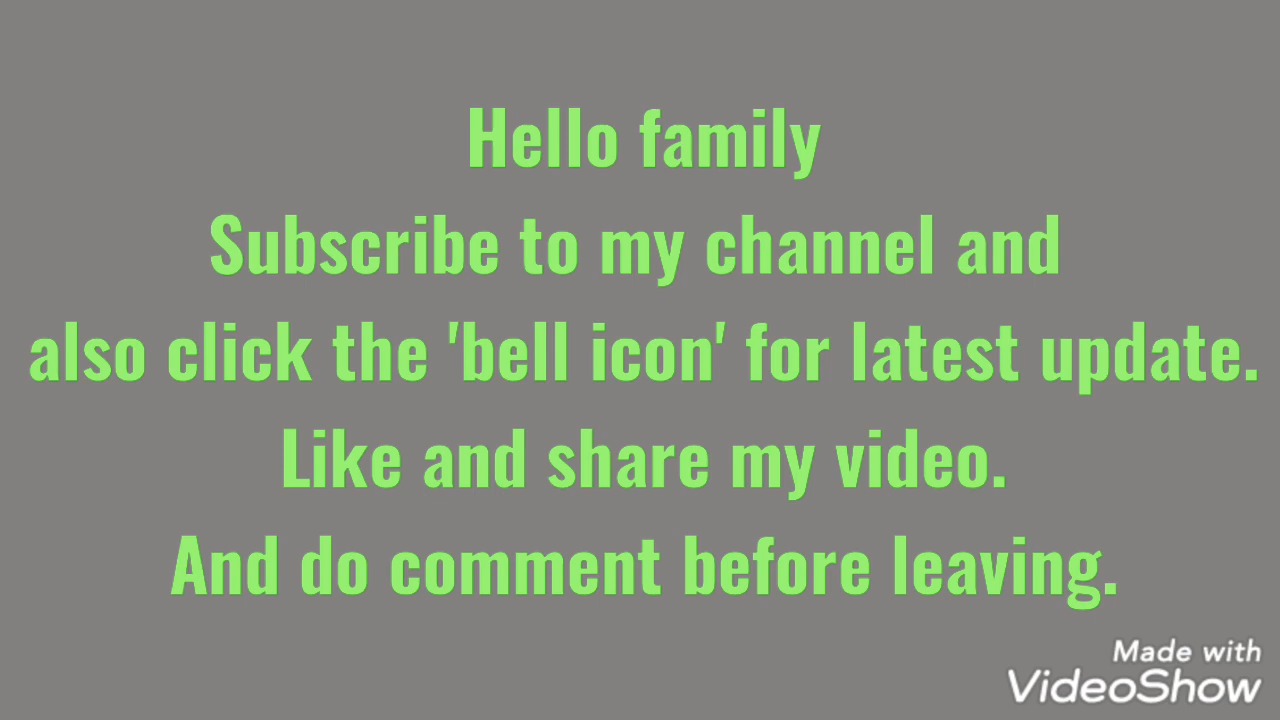 Hello family
Subscribe to my channel and
also click the 'bell icon' for latest update.
Like and share my video.
And do comment before leaving.
Made with
VideoShow